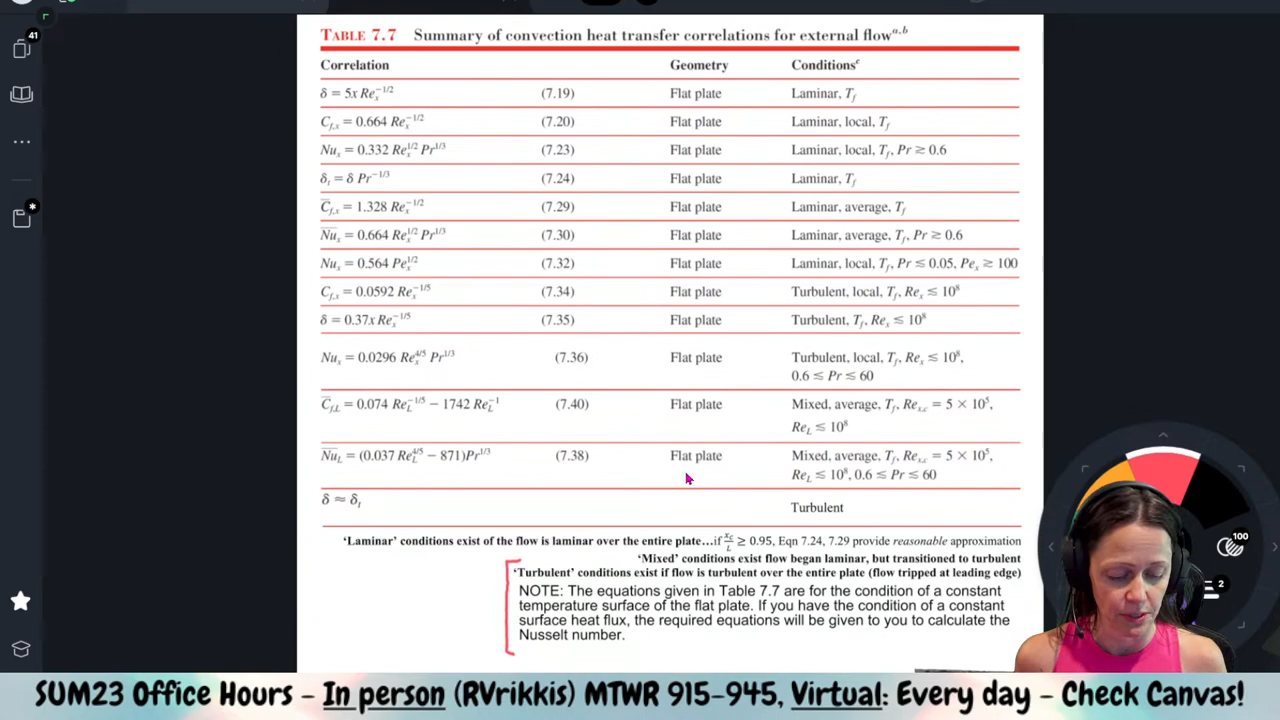 41
TABLE 7.7 Summary of convection heat transfer correlations for external flow^a,b
Correlation Geometry Conditions^c
δ = 5x Re_x^-1/2 (7.19) Flat plate Laminar, T_f
C_f,x = 0.664 Re_x^-1/2 (7.20) Flat plate Laminar, local, T_f
Nu_x = 0.332 Re_x^1/2 Pr^1/3 (7.23) Flat plate Laminar, local, T_f, Pr ≳ 0.6
δ_t = δ Pr^-1/3 (7.24) Flat plate Laminar, T_f
C̅_f,x = 1.328 Re_x^-1/2 (7.29) Flat plate Laminar, average, T_f
N̅u̅_x = 0.664 Re_x^1/2 Pr^1/3 (7.30) Flat plate Laminar, average, T_f, Pr ≳ 0.6
Nu_x = 0.564 Pe_x^1/2 (7.32) Flat plate Laminar, local, T_f, Pr ≲ 0.05, Pe_x ≳ 100
C_f,x = 0.0592 Re_x^-1/5 (7.34) Flat plate Turbulent, local, T_f, Re_x ≲ 10^8
δ = 0.37x Re_x^-1/5 (7.35) Flat plate Turbulent, T_f, Re_x ≲ 10^8
Nu_x = 0.0296 Re_x^4/5 Pr^1/3 (7.36) Flat plate Turbulent, local, T_f, Re_x ≲ 10^8,
0.6 ≲ Pr ≲ 60
C̅_f,L = 0.074 Re_L^-1/5 − 1742 Re_L^-1 (7.40) Flat plate Mixed, average, T_f, Re_x,c = 5 × 10^5,
Re_L ≲ 10^8
N̅u̅_L = (0.037 Re_L^4/5 − 871)Pr^1/3 (7.38) Flat plate Mixed, average, T_f, Re_x,c = 5 × 10^5,
Re_L ≲ 10^8, 0.6 ≲ Pr ≲ 60
δ ≈ δ_t Turbulent
'Laminar' conditions exist of the flow is laminar over the entire plate...if x_c/L ≥ 0.95, Eqn 7.24, 7.29 provide reasonable approximation
'Mixed' conditions exist flow began laminar, but transitioned to turbulent
'Turbulent' conditions exist if flow is turbulent over the entire plate (flow tripped at leading edge)
NOTE: The equations given in Table 7.7 are for the condition of a constant
temperature surface of the flat plate. If you have the condition of a constant
surface heat flux, the required equations will be given to you to calculate the
Nusselt number.
100
2
SUM23 Office Hours - In person (RVrikkis) MTWR 915-945, Virtual: Every day - Check Canvas!